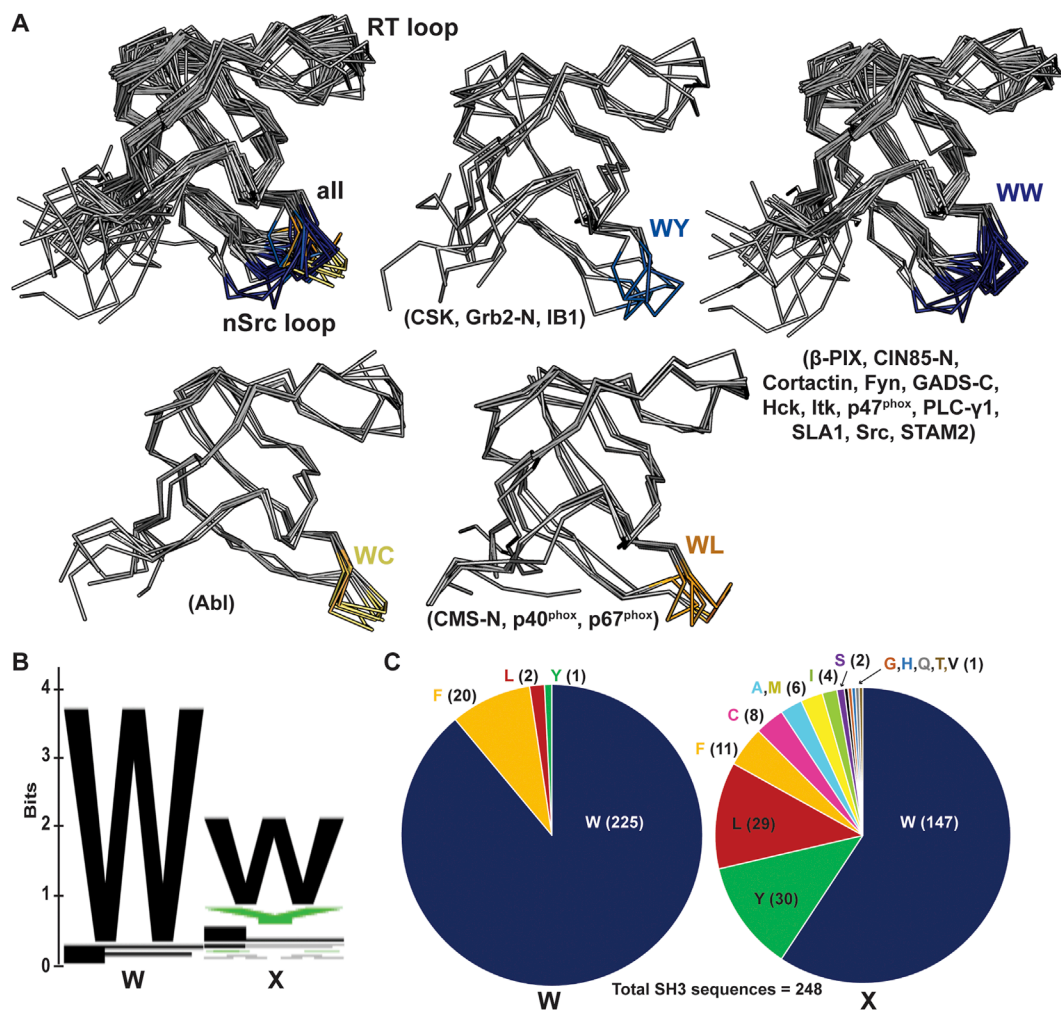 A
RT loop
all
nSrc loop
WY
(CSK, Grb2-N, IB1)
WW
(β-PIX, CIN85-N,
Cortactin, Fyn, GADS-C,
Hck, Itk, p47phox, PLC-γ1,
SLA1, Src, STAM2)
WC
(Abl)
WL
(CMS-N, p40phox, p67phox)
B
Bits
4
3
2
1
0
W
W
W
X
C
F (20)
L (2)
Y (1)
W (225)
W
A,M (6)
I (4)
S (2)
G,H,Q,T,V (1)
C (8)
F (11)
L (29)
Y (30)
W (147)
X
Total SH3 sequences = 248